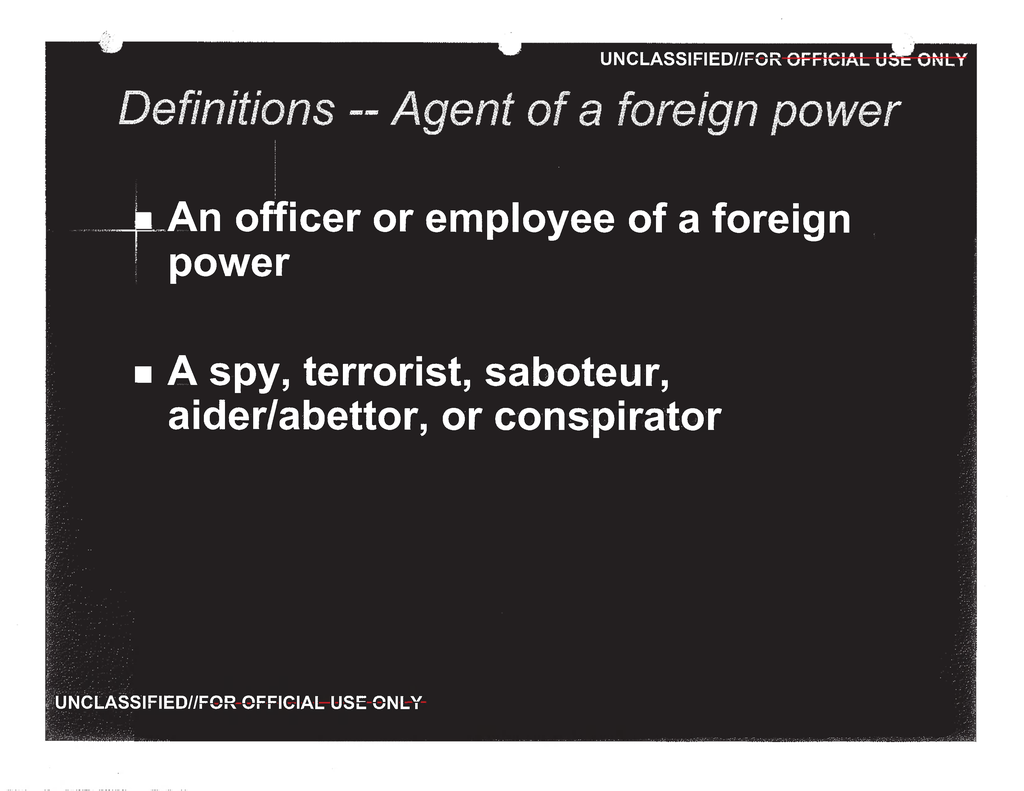 UNCLASSIFIED//FOR OFFICIAL USE ONLY
Definitions -- Agent of a foreign power
■ An officer or employee of a foreign
power
■ A spy, terrorist, saboteur,
aider/abettor, or conspirator
UNCLASSIFIED//FOR OFFICIAL USE ONLY